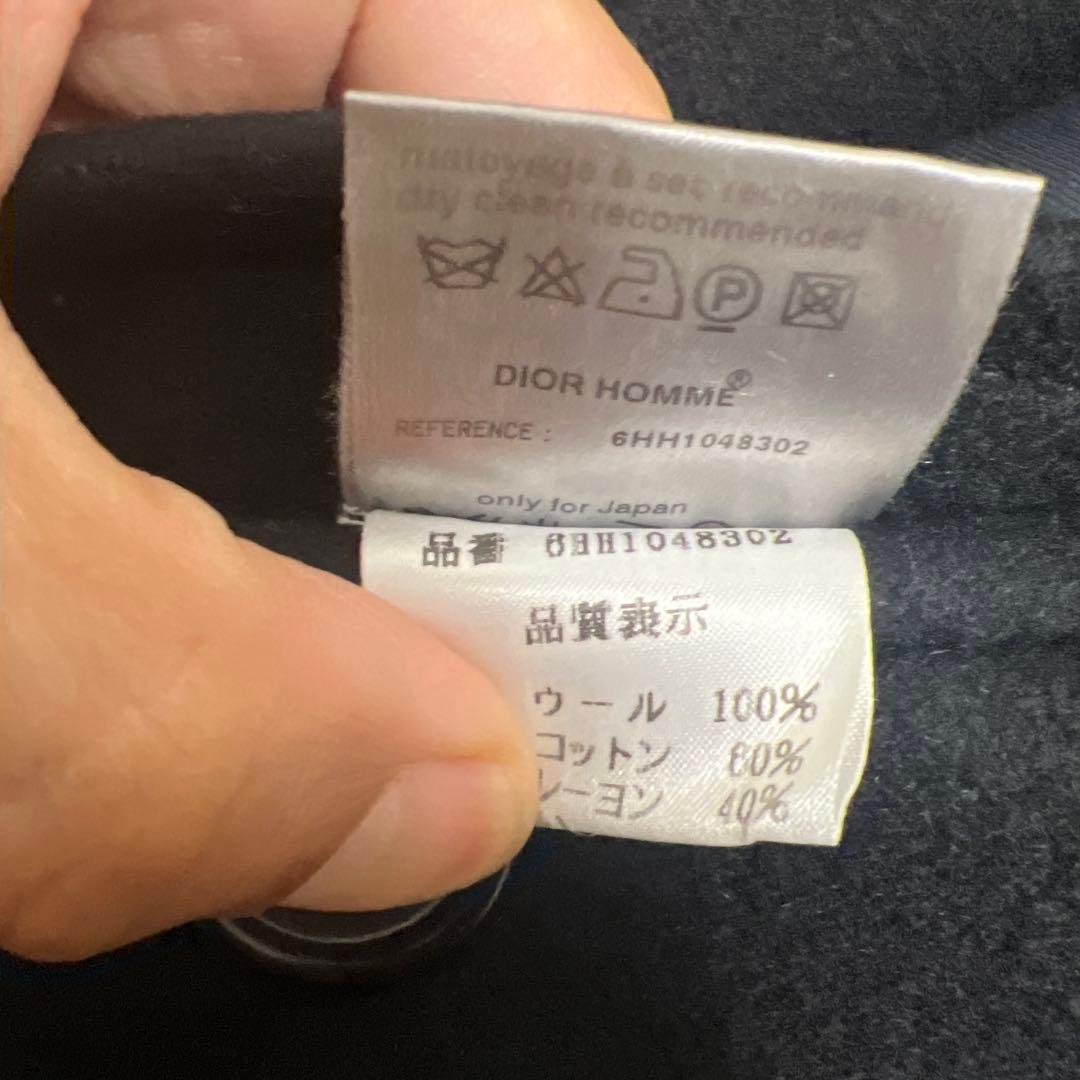 nettoyage à sec recommandé
dry clean recommended
P
DIOR HOMME®
REFERENCE : 6HH1048302
only for Japan
品番 6HH1048302
品質表示
ウール 100%
コットン 60%
レーヨン 40%